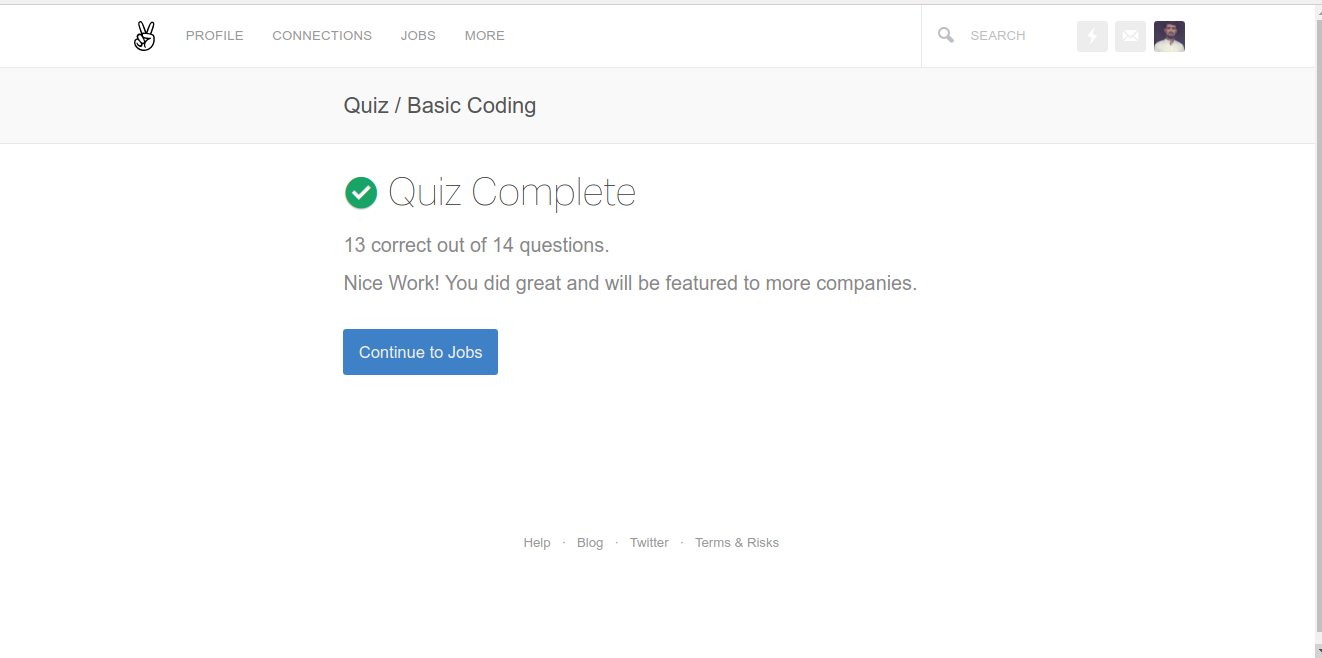 PROFILE CONNECTIONS JOBS MORE SEARCH
Quiz / Basic Coding
Quiz Complete
13 correct out of 14 questions.
Nice Work! You did great and will be featured to more companies.
Continue to Jobs
Help · Blog · Twitter · Terms & Risks